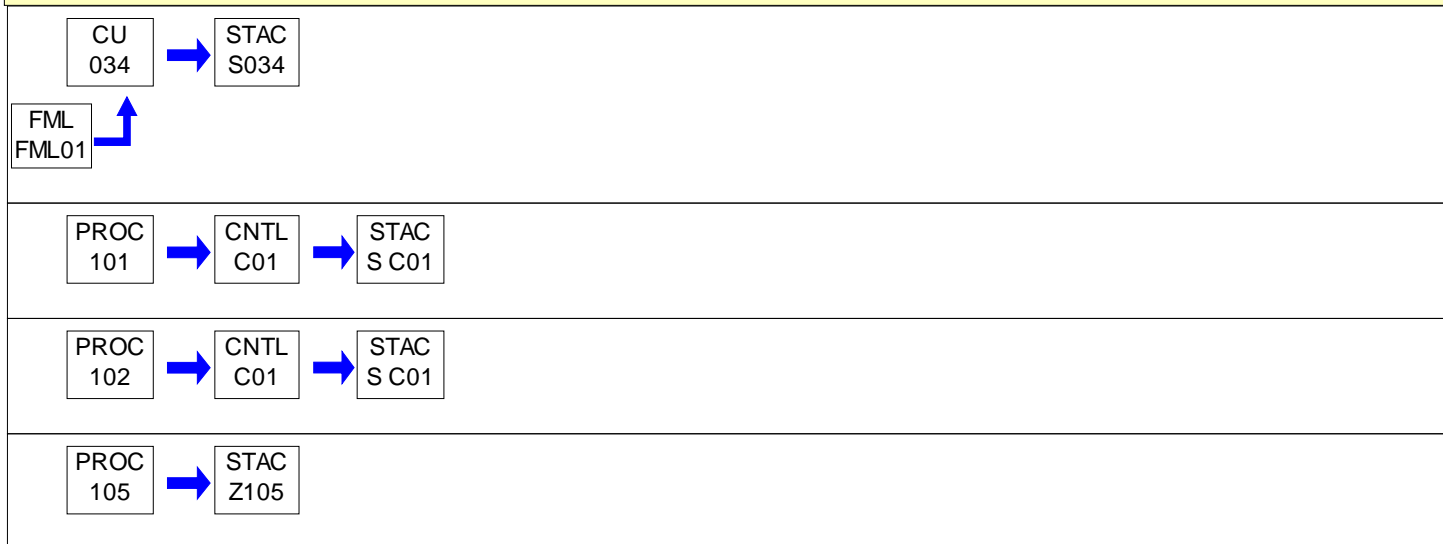 CU
034
STAC
S034
FML
FML01
PROC
101
CNTL
C01
STAC
S C01
PROC
102
CNTL
C01
STAC
S C01
PROC
105
STAC
Z105